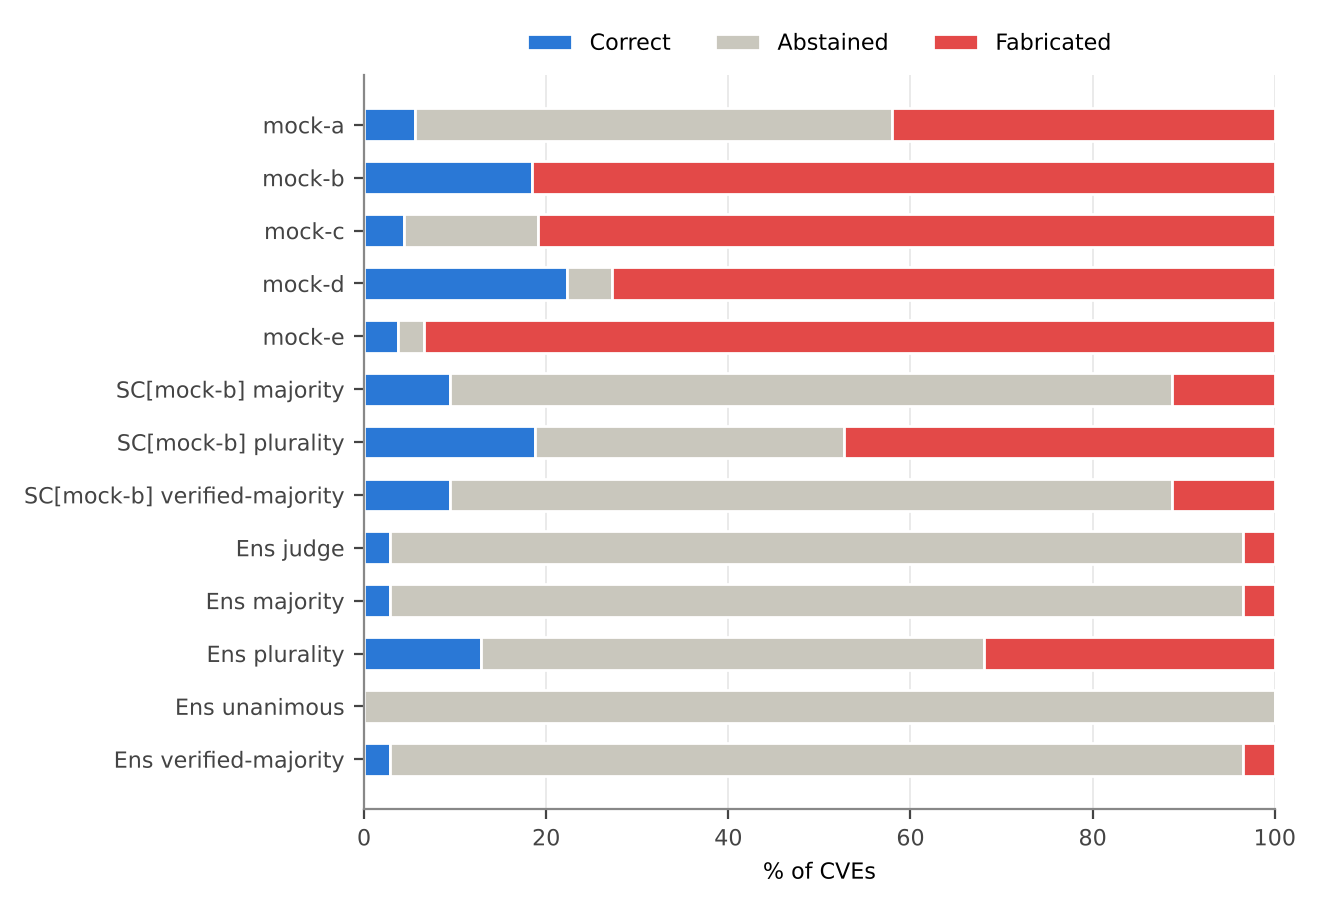 Correct Abstained Fabricated
mock-a
mock-b
mock-c
mock-d
mock-e
SC[mock-b] majority
SC[mock-b] plurality
SC[mock-b] verified-majority
Ens judge
Ens majority
Ens plurality
Ens unanimous
Ens verified-majority
0 20 40 60 80 100
% of CVEs